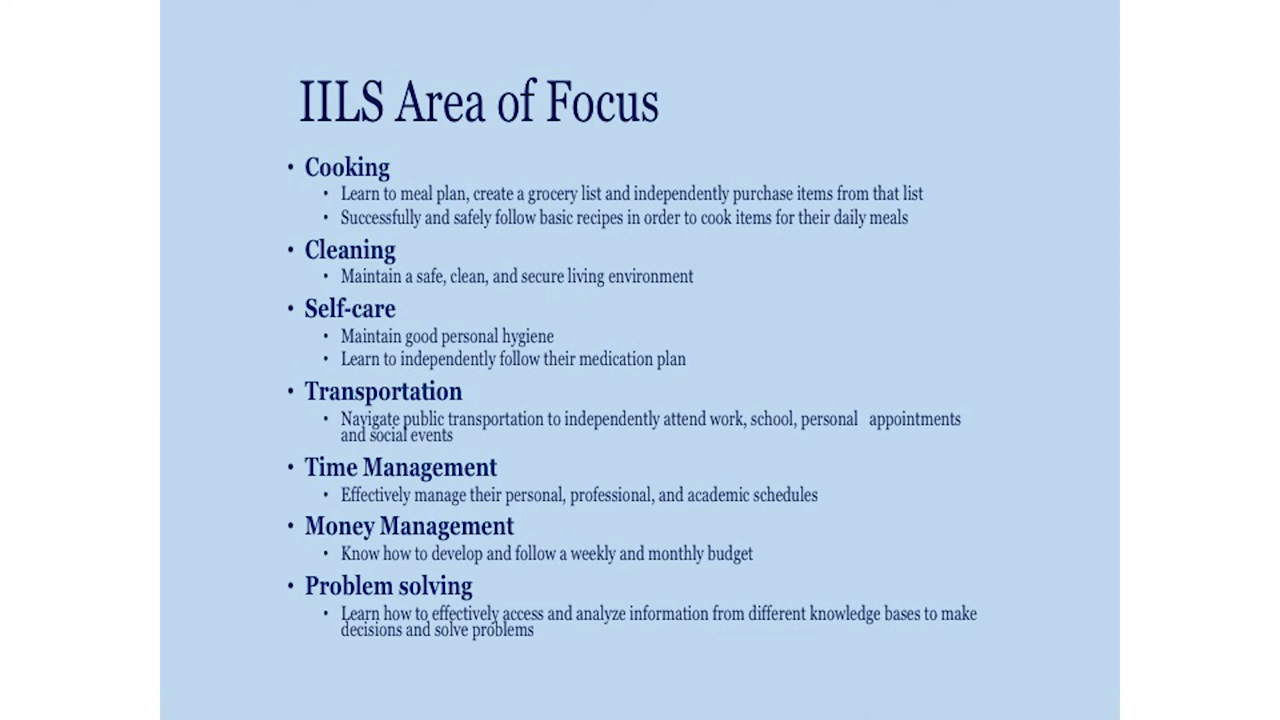 IILS Area of Focus
• Cooking
• Learn to meal plan, create a grocery list and independently purchase items from that list
• Successfully and safely follow basic recipes in order to cook items for their daily meals
• Cleaning
• Maintain a safe, clean, and secure living environment
• Self-care
• Maintain good personal hygiene
• Learn to independently follow their medication plan
• Transportation
• Navigate public transportation to independently attend work, school, personal appointments
and social events
• Time Management
• Effectively manage their personal, professional, and academic schedules
• Money Management
• Know how to develop and follow a weekly and monthly budget
• Problem solving
• Learn how to effectively access and analyze information from different knowledge bases to make
decisions and solve problems